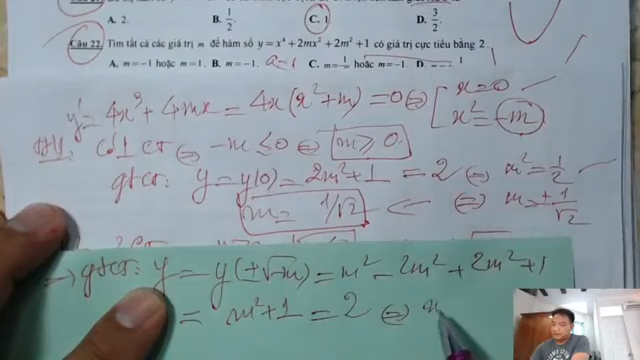 A. 2. B. 1/2. C. 1 D. 3/2.
Câu 22. Tìm tất cả các giá trị m để hàm số y = x⁴ + 2mx² + 2m² + 1 có giá trị cực tiểu bằng 2.
A. m = -1 hoặc m = 1. B. m = -1. a=1 C. m = hoặc m = -1. D
y' = 4x³ + 4mx = 4x(x² + m) = 0 ⇔ [ x = 0
x² = -m
TH1: Có 1 CT ⇔ -m ≤ 0 ⇔ m ≥ 0
gtct: y = y(0) = 2m² + 1 = 2 ⇔ m² = 1/2
m = 1/√2 ⇐ ⇔ m = ±1/√2
→ gtct: y = y(±√-m) = m² - 2m² + 2m² + 1
= m² + 1 = 2 ⇔ m